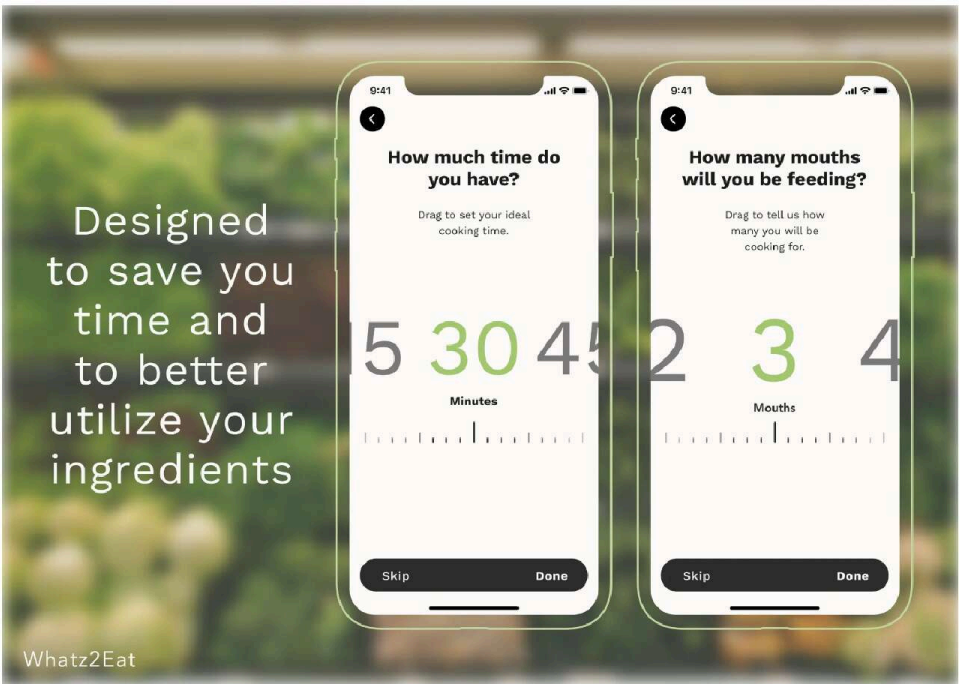 Designed
to save you
time and
to better
utilize your
ingredients
9:41
How much time do
you have?
Drag to set your ideal
cooking time.
15 30 45
Minutes
Skip Done
9:41
How many mouths
will you be feeding?
Drag to tell us how
many you will be
cooking for.
2 3 4
Mouths
Skip Done
Whatz2Eat